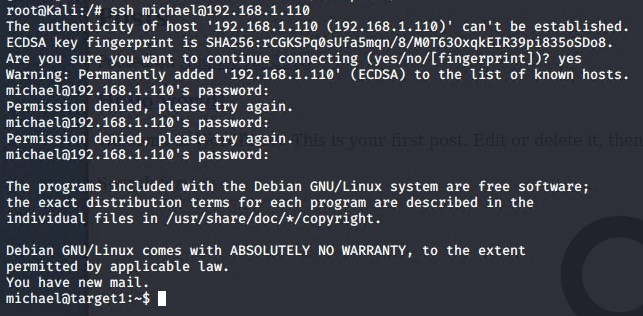 root@Kali:/# ssh michael@192.168.1.110
The authenticity of host '192.168.1.110 (192.168.1.110)' can't be established.
ECDSA key fingerprint is SHA256:rCGKSPq0sUfa5mqn/8/M0T63OxqkEIR39pi835oSDo8.
Are you sure you want to continue connecting (yes/no/[fingerprint])? yes
Warning: Permanently added '192.168.1.110' (ECDSA) to the list of known hosts.
michael@192.168.1.110's password:
Permission denied, please try again.
michael@192.168.1.110's password:
Permission denied, please try again. This is your first post. Edit or delete it, then
michael@192.168.1.110's password:
The programs included with the Debian GNU/Linux system are free software;
the exact distribution terms for each program are described in the
individual files in /usr/share/doc/*/copyright.
Debian GNU/Linux comes with ABSOLUTELY NO WARRANTY, to the extent
permitted by applicable law.
You have new mail.
michael@target1:~$